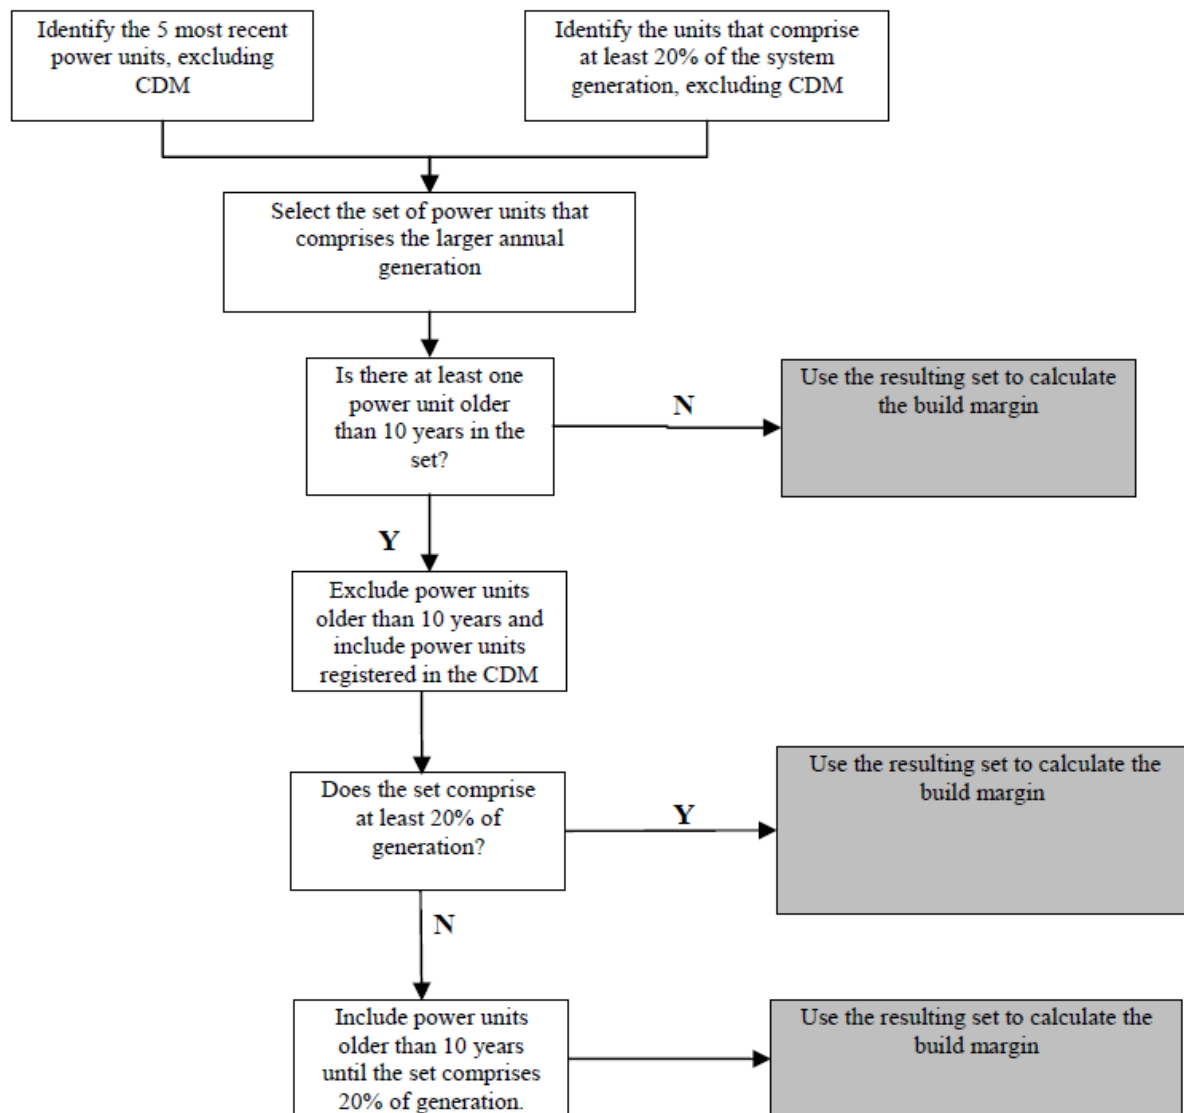 Identify the 5 most recent
power units, excluding
CDM
Identify the units that comprise
at least 20% of the system
generation, excluding CDM
Select the set of power units that
comprises the larger annual
generation
Is there at least one
power unit older
than 10 years in the
set?
N
Use the resulting set to calculate
the build margin
Y
Exclude power units
older than 10 years and
include power units
registered in the CDM
Does the set comprise
at least 20% of
generation?
Y
Use the resulting set to calculate the
build margin
N
Include power units
older than 10 years
until the set comprises
20% of generation.
Use the resulting set to calculate the
build margin